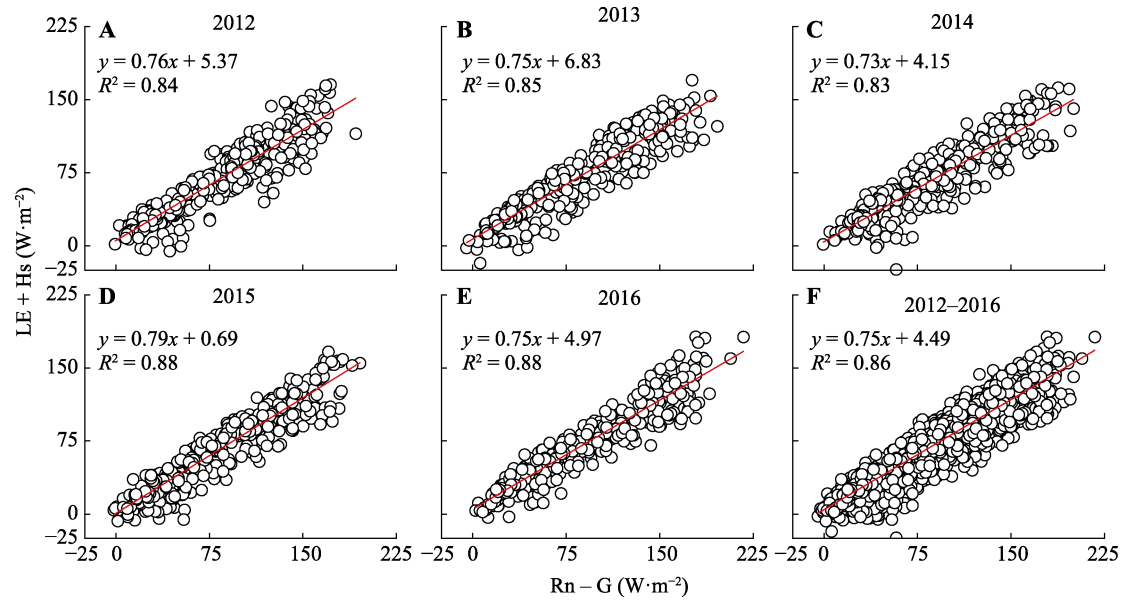 LE + Hs (W·m⁻²)
A
2012
y = 0.76x + 5.37
R² = 0.84
225
150
75
0
−25
B
2013
y = 0.75x + 6.83
R² = 0.85
C
2014
y = 0.73x + 4.15
R² = 0.83
D
2015
y = 0.79x + 0.69
R² = 0.88
225
150
75
0
−25
E
2016
y = 0.75x + 4.97
R² = 0.88
F
2012–2016
y = 0.75x + 4.49
R² = 0.86
−25 0 75 150 225
−25 0 75 150 225
−25 0 75 150 225
Rn – G (W·m⁻²)